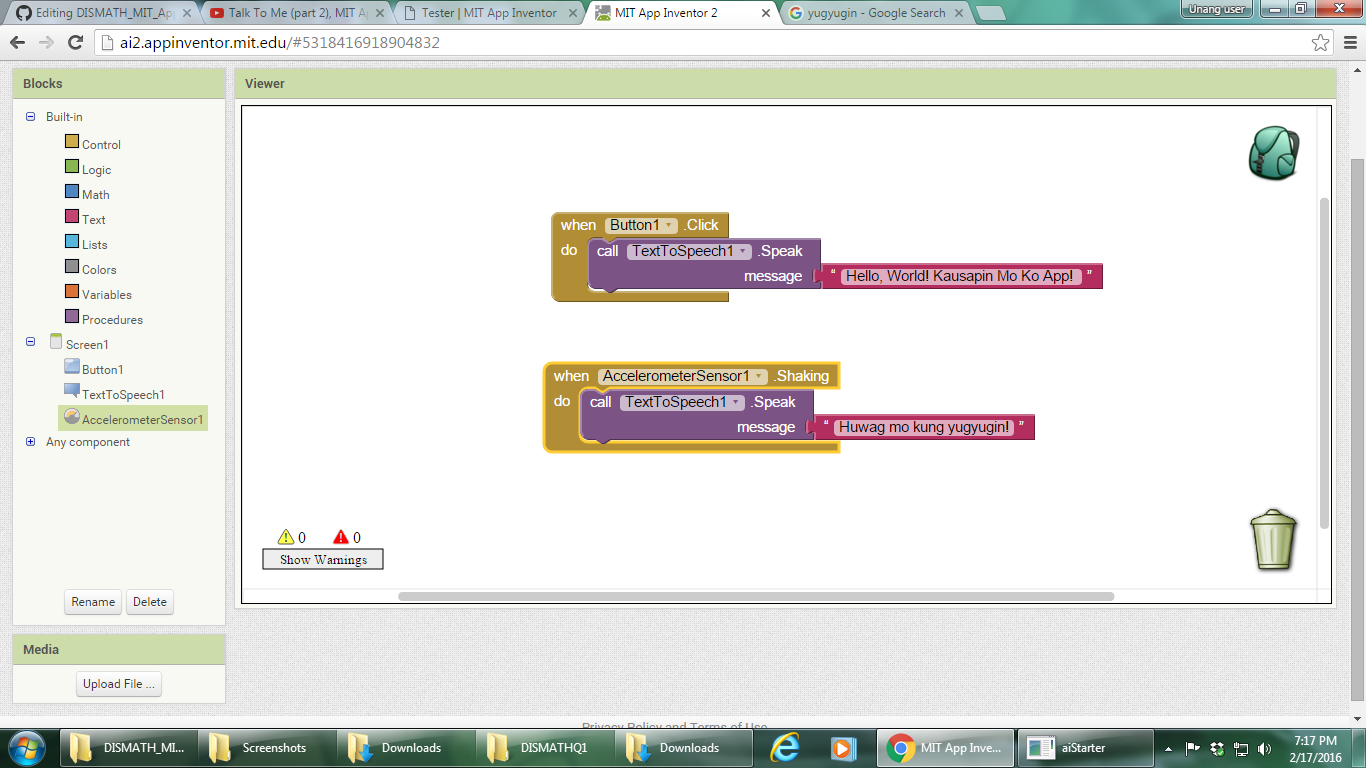 Editing DISMATH_MIT_Ap
Talk To Me (part 2), MIT A
Tester | MIT App Inventor
MIT App Inventor 2
yugyugin - Google Search
Unang user
ai2.appinventor.mit.edu/#5318416918904832
Blocks
Viewer
Built-in
Control
Logic
Math
Text
Lists
Colors
Variables
Procedures
Screen1
Button1
TextToSpeech1
AccelerometerSensor1
Any component
Rename
Delete
when Button1 .Click
do call TextToSpeech1 .Speak
message “ Hello, World! Kausapin Mo Ko App! ”
when AccelerometerSensor1 .Shaking
do call TextToSpeech1 .Speak
message “ Huwag mo kung yugyugin! ”
0 0
Show Warnings
Media
Upload File ...
Privacy Policy and Terms of Use
DISMATH_MI...
Screenshots
Downloads
DISMATHQ1
Downloads
MIT App Inve...
aiStarter
7:17 PM
2/17/2016